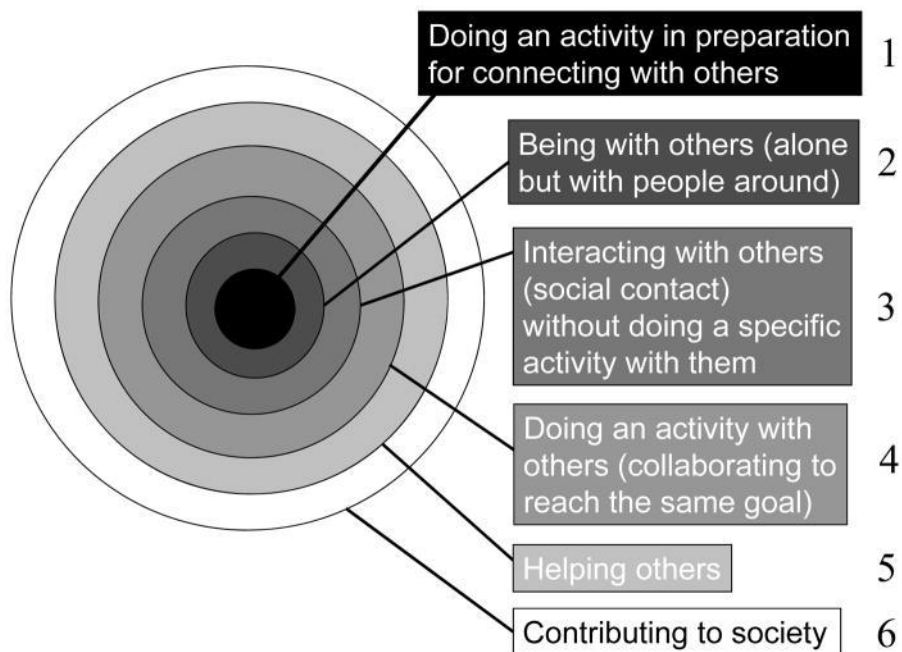 Doing an activity in preparation
for connecting with others
1
Being with others (alone
but with people around)
2
Interacting with others
(social contact)
without doing a specific
activity with them
3
Doing an activity with
others (collaborating to
reach the same goal)
4
Helping others
5
Contributing to society
6